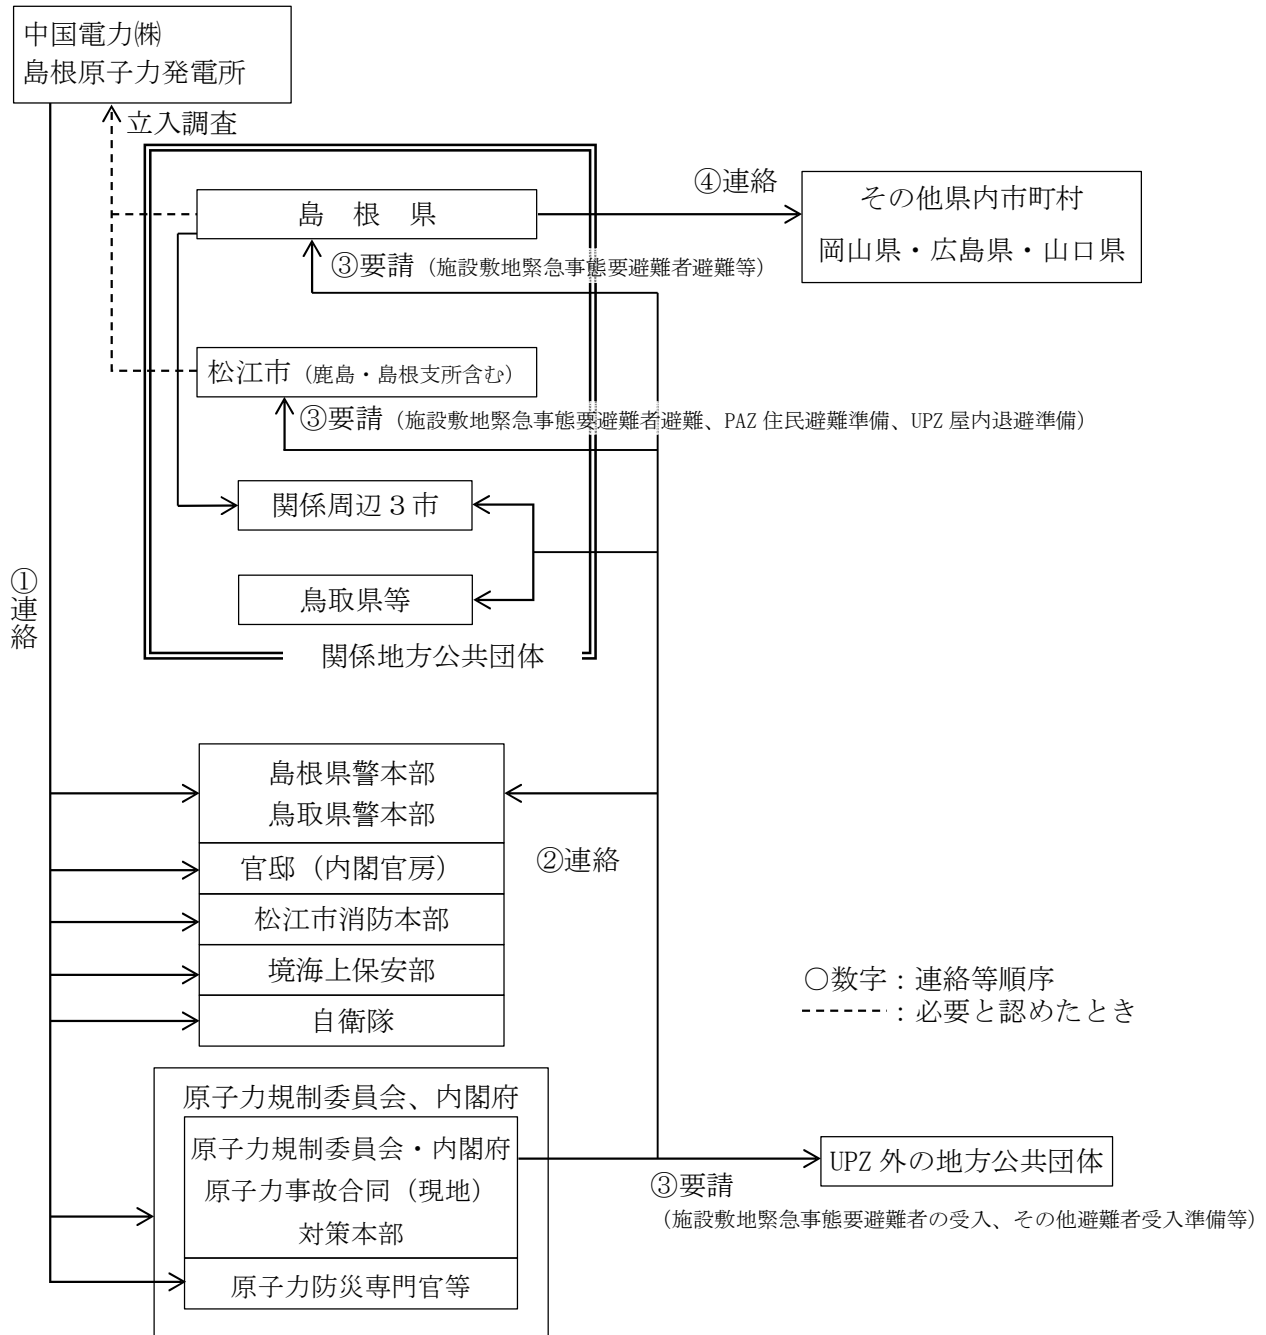 中国電力㈱
島根原子力発電所
立入調査
島　根　県
④連絡
その他県内市町村
岡山県・広島県・山口県
③要請（施設敷地緊急事態要避難者避難等）
松江市（鹿島・島根支所含む）
③要請（施設敷地緊急事態要避難者避難、PAZ 住民避難準備、UPZ 屋内退避準備）
関係周辺３市
鳥取県等
関係地方公共団体
①連絡
島根県警本部
鳥取県警本部
官邸（内閣官房）
②連絡
松江市消防本部
境海上保安部
自衛隊
○数字：連絡等順序
------：必要と認めたとき
原子力規制委員会、内閣府
原子力規制委員会・内閣府
原子力事故合同（現地）
対策本部
原子力防災専門官等
UPZ 外の地方公共団体
③要請
（施設敷地緊急事態要避難者の受入、その他避難者受入準備等）